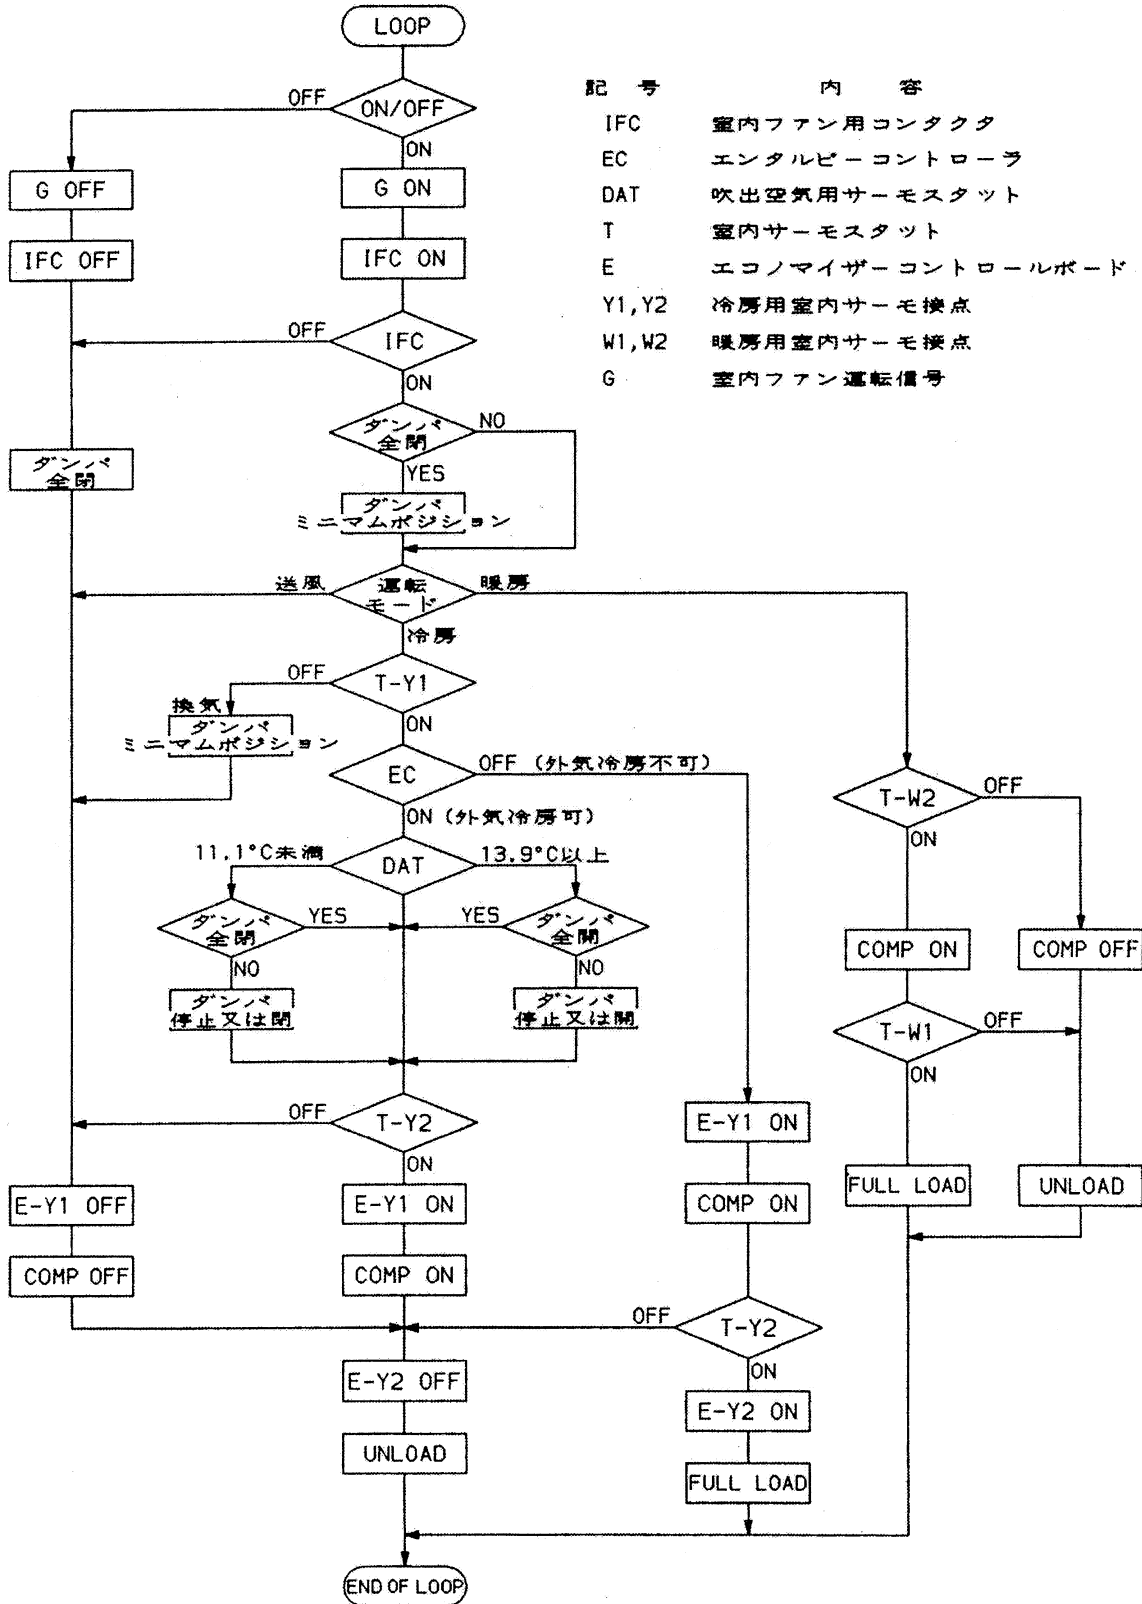 LOOP
ON/OFF
OFF
ON
G OFF
G ON
IFC OFF
IFC ON
OFF
IFC
ON
ダンパ
全閉
NO
YES
ダンパ
全閉
ダンパ
ミニマムポジション
送風
運転
モード
暖房
冷房
OFF
T-Y1
ON
換気
ダンパ
ミニマムポジション
EC
OFF (外気冷房不可)
ON (外気冷房可)
T-W2
OFF
ON
11.1°C未満
DAT
13.9°C以上
ダンパ
全閉
YES
YES
ダンパ
全開
NO
NO
ダンパ
停止又は閉
ダンパ
停止又は開
COMP ON
COMP OFF
T-W1
OFF
ON
OFF
T-Y2
ON
E-Y1 ON
FULL LOAD
UNLOAD
E-Y1 OFF
E-Y1 ON
COMP ON
COMP OFF
COMP ON
OFF
T-Y2
ON
E-Y2 OFF
E-Y2 ON
UNLOAD
FULL LOAD
END OF LOOP
記号 内容
IFC 室内ファン用コンタクタ
EC エンタルピーコントローラ
DAT 吹出空気用サーモスタット
T 室内サーモスタット
E エコノマイザーコントロールボード
Y1,Y2 冷房用室内サーモ接点
W1,W2 暖房用室内サーモ接点
G 室内ファン運転信号